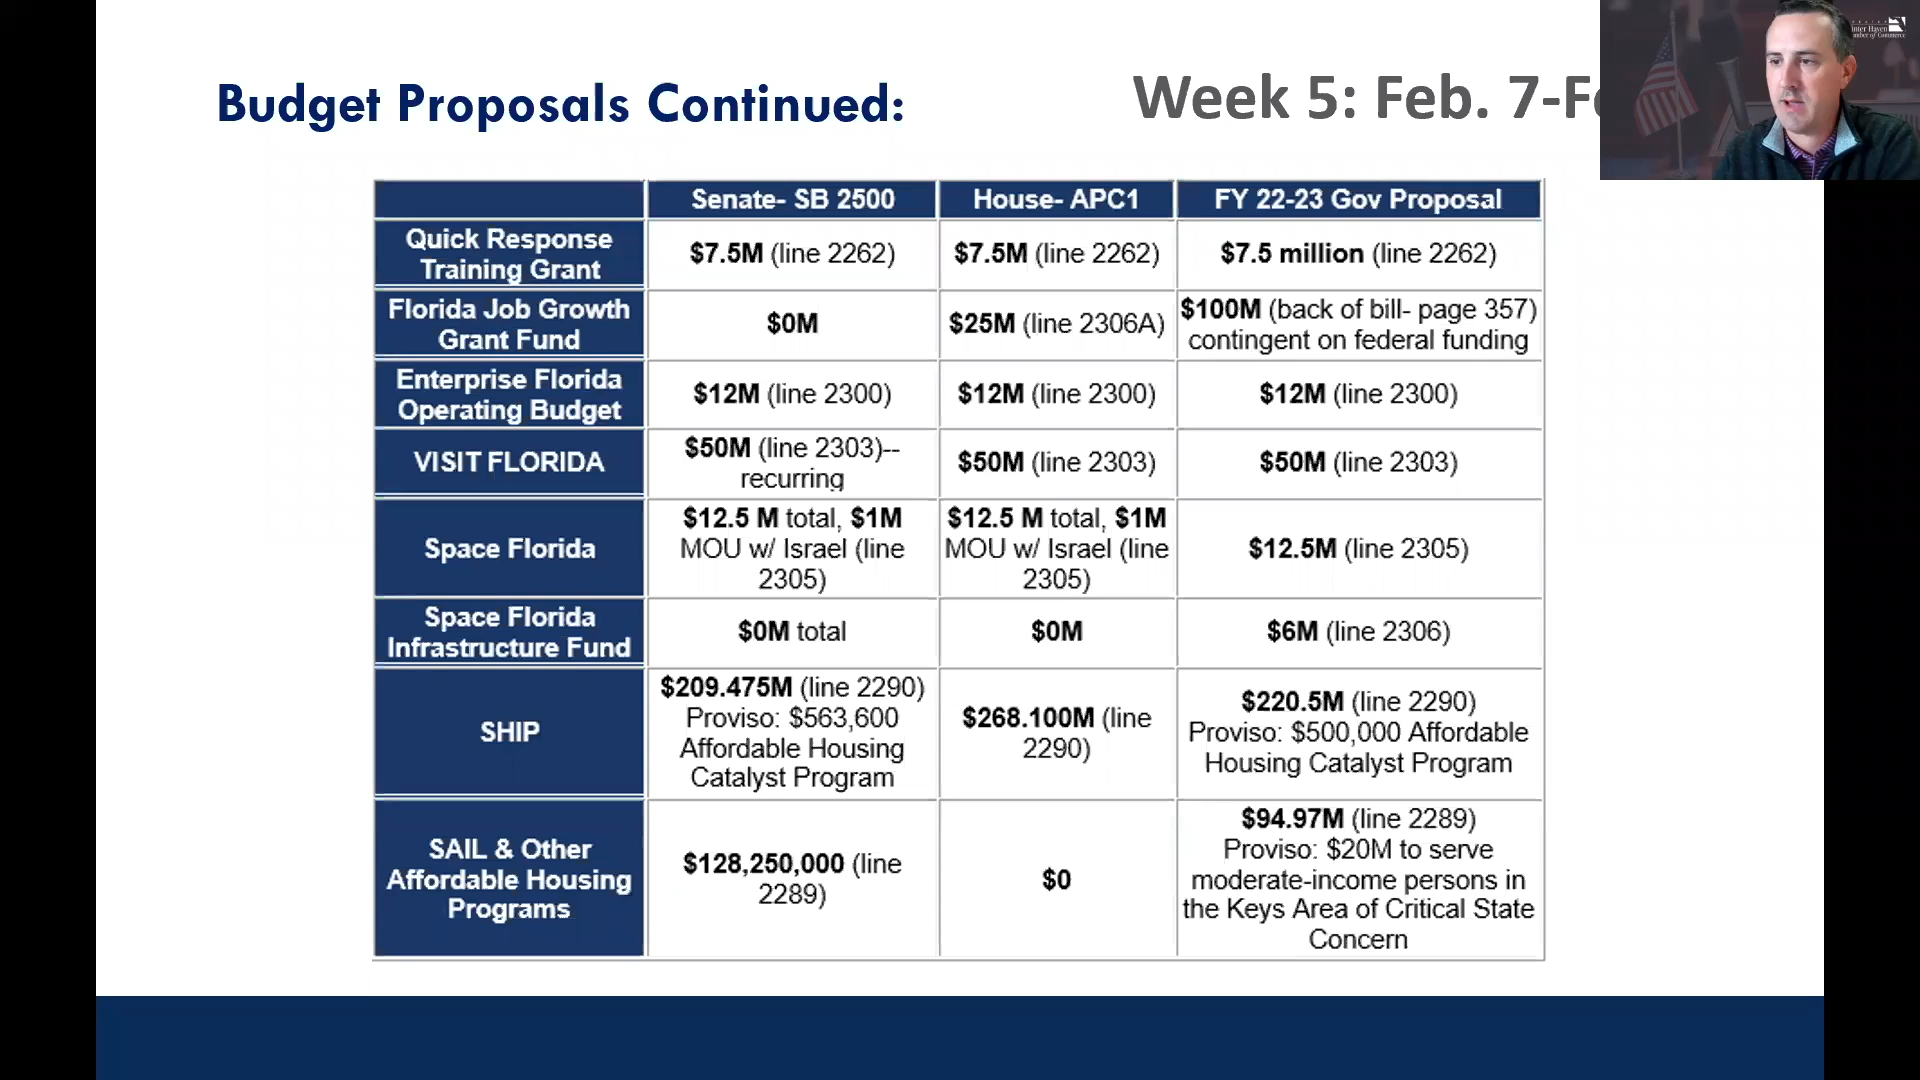 Budget Proposals Continued:
Week 5: Feb. 7-
inter Haven
Chamber of Commerce
Senate- SB 2500
House- APC1
FY 22-23 Gov Proposal
Quick Response
Training Grant
$7.5M (line 2262)
$7.5M (line 2262)
$7.5 million (line 2262)
Florida Job Growth
Grant Fund
$0M
$25M (line 2306A)
$100M (back of bill- page 357)
contingent on federal funding
Enterprise Florida
Operating Budget
$12M (line 2300)
$12M (line 2300)
$12M (line 2300)
VISIT FLORIDA
$50M (line 2303)--
recurring
$50M (line 2303)
$50M (line 2303)
Space Florida
$12.5 M total, $1M
MOU w/ Israel (line
2305)
$12.5 M total, $1M
MOU w/ Israel (line
2305)
$12.5M (line 2305)
Space Florida
Infrastructure Fund
$0M total
$0M
$6M (line 2306)
SHIP
$209.475M (line 2290)
Proviso: $563,600
Affordable Housing
Catalyst Program
$268.100M (line
2290)
$220.5M (line 2290)
Proviso: $500,000 Affordable
Housing Catalyst Program
SAIL & Other
Affordable Housing
Programs
$128,250,000 (line
2289)
$0
$94.97M (line 2289)
Proviso: $20M to serve
moderate-income persons in
the Keys Area of Critical State
Concern